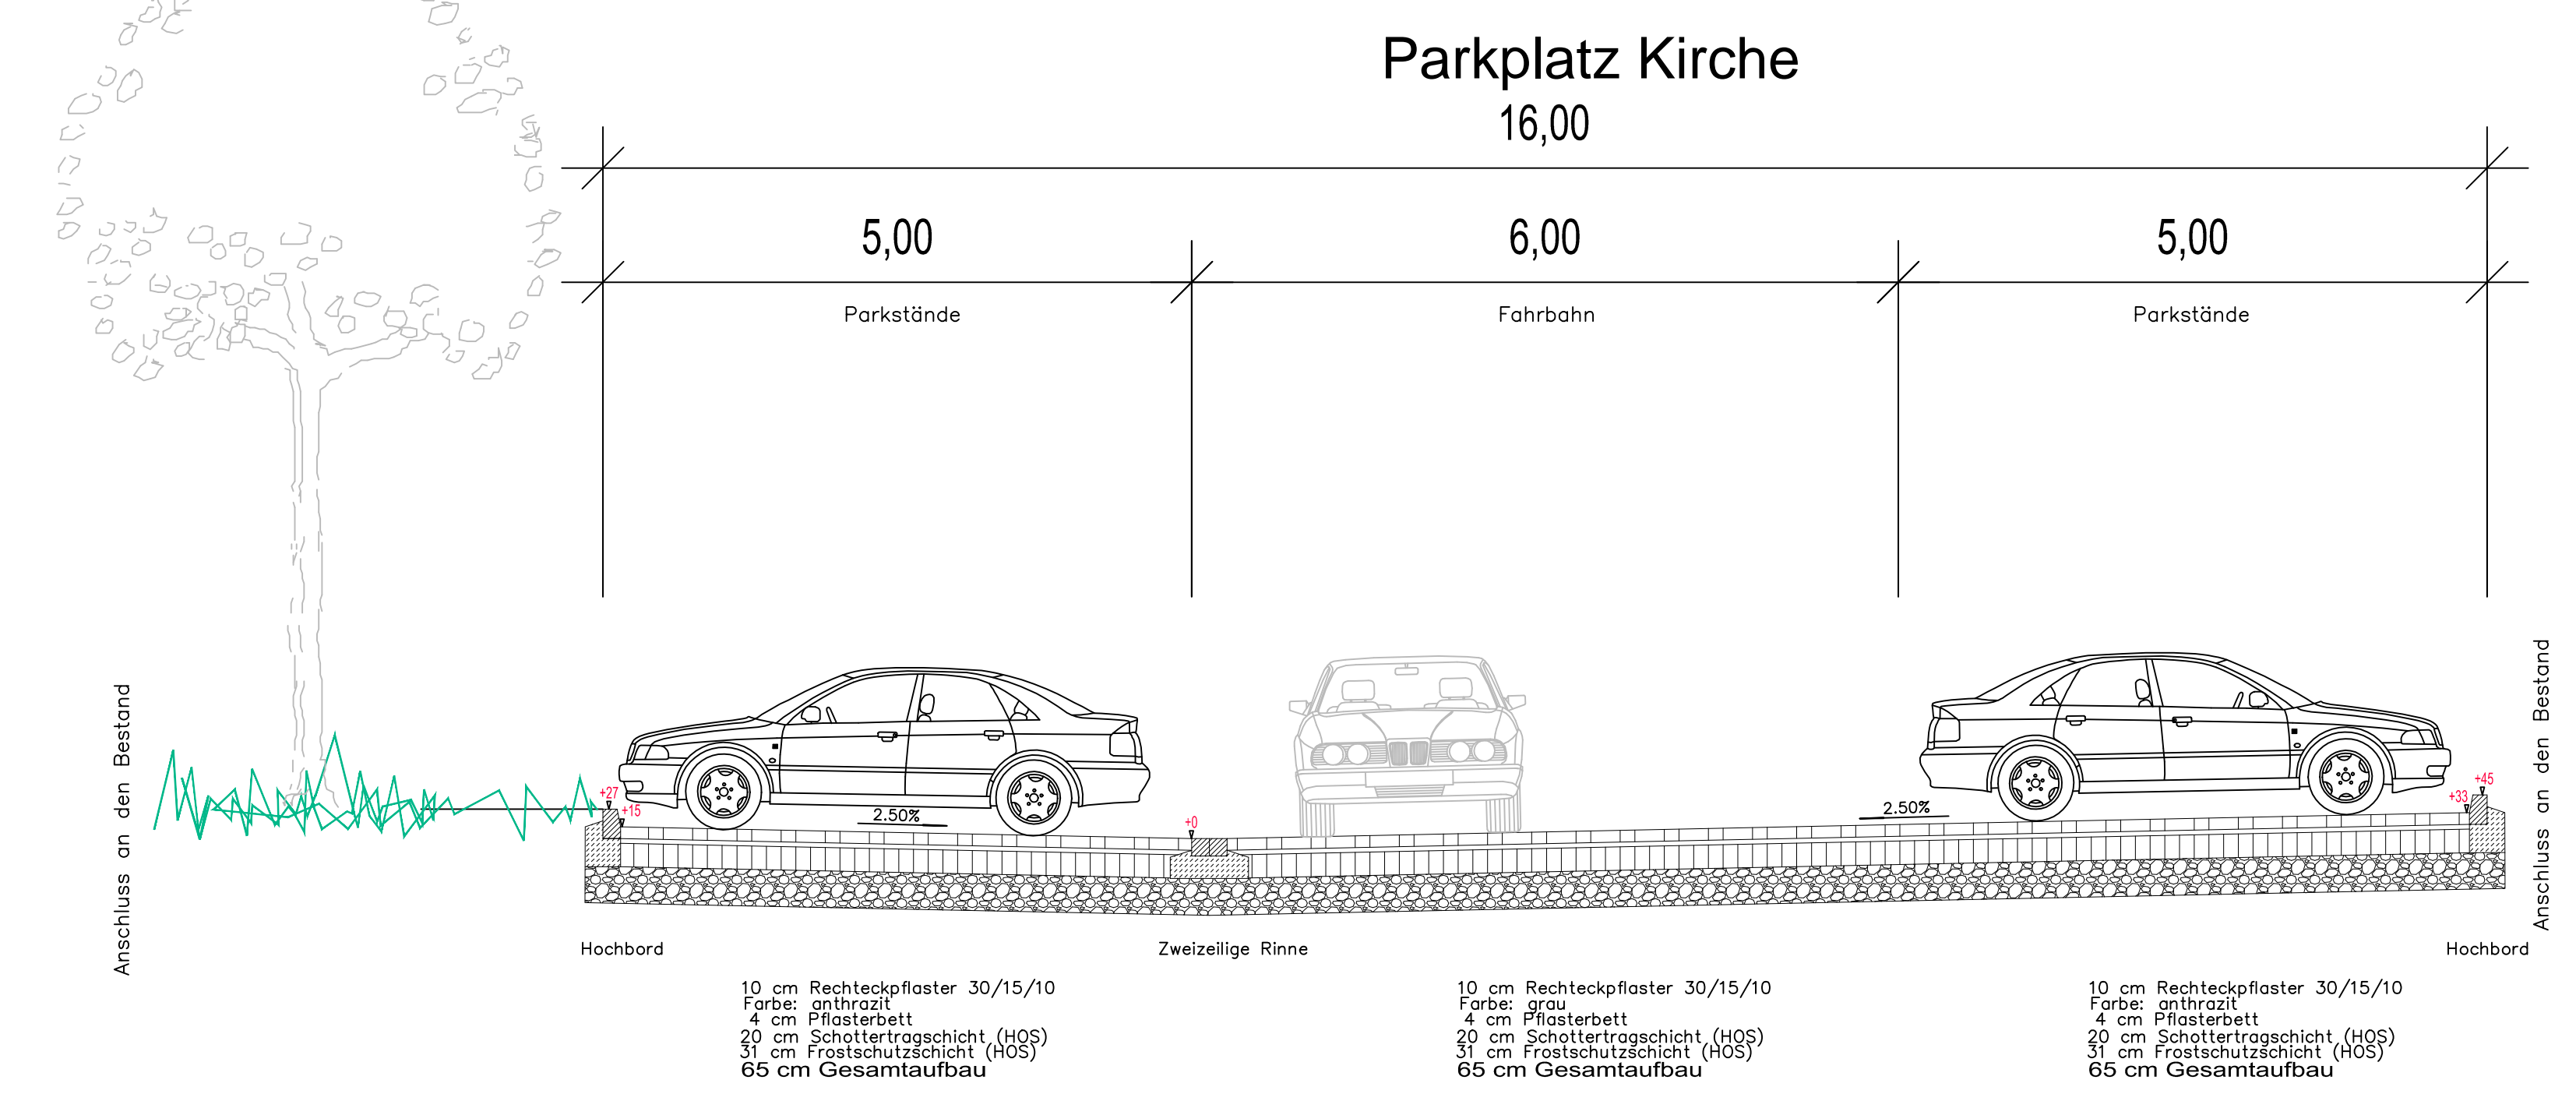 Parkplatz Kirche
16,00
5,00
6,00
5,00
Parkstände
Fahrbahn
Parkstände
Anschluss an den Bestand
+27
+15
2.50%
+0
2.50%
+33
+45
Anschluss an den Bestand
Hochbord
Zweizeilige Rinne
Hochbord
10 cm Rechteckpflaster 30/15/10
Farbe: anthrazit
4 cm Pflasterbett
20 cm Schottertragschicht (HOS)
31 cm Frostschutzschicht (HOS)
65 cm Gesamtaufbau
10 cm Rechteckpflaster 30/15/10
Farbe: grau
4 cm Pflasterbett
20 cm Schottertragschicht (HOS)
31 cm Frostschutzschicht (HOS)
65 cm Gesamtaufbau
10 cm Rechteckpflaster 30/15/10
Farbe: anthrazit
4 cm Pflasterbett
20 cm Schottertragschicht (HOS)
31 cm Frostschutzschicht (HOS)
65 cm Gesamtaufbau